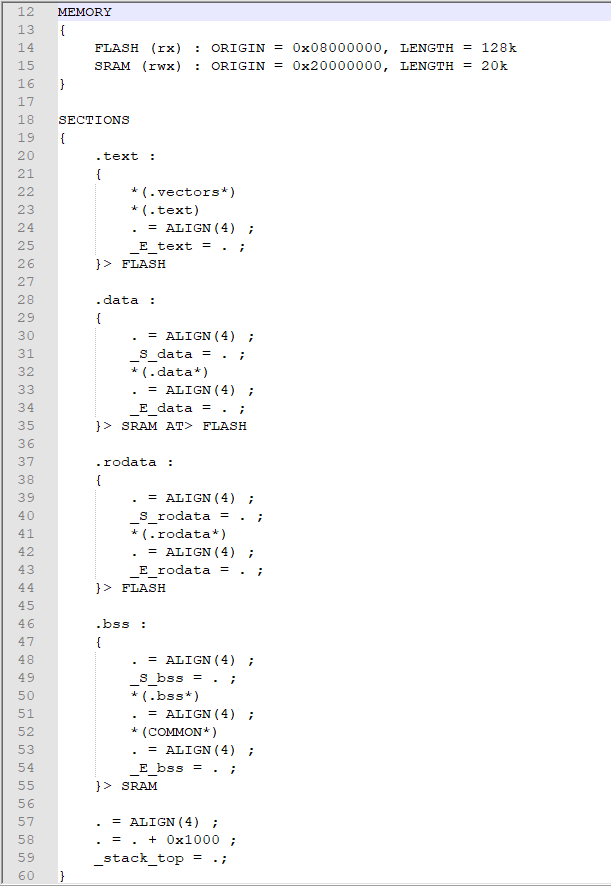 12 MEMORY
13 {
14     FLASH (rx) : ORIGIN = 0x08000000, LENGTH = 128k
15     SRAM (rwx) : ORIGIN = 0x20000000, LENGTH = 20k
16 }
17
18 SECTIONS
19 {
20     .text :
21     {
22         *(.vectors*)
23         *(.text)
24         . = ALIGN(4) ;
25         _E_text = . ;
26     }> FLASH
27
28     .data :
29     {
30         . = ALIGN(4) ;
31         _S_data = . ;
32         *(.data*)
33         . = ALIGN(4) ;
34         _E_data = . ;
35     }> SRAM AT> FLASH
36
37     .rodata :
38     {
39         . = ALIGN(4) ;
40         _S_rodata = . ;
41         *(.rodata*)
42         . = ALIGN(4) ;
43         _E_rodata = . ;
44     }> FLASH
45
46     .bss :
47     {
48         . = ALIGN(4) ;
49         _S_bss = . ;
50         *(.bss*)
51         . = ALIGN(4) ;
52         *(COMMON*)
53         . = ALIGN(4) ;
54         _E_bss = . ;
55     }> SRAM
56
57     . = ALIGN(4) ;
58     . = . + 0x1000 ;
59     _stack_top = .;
60 }